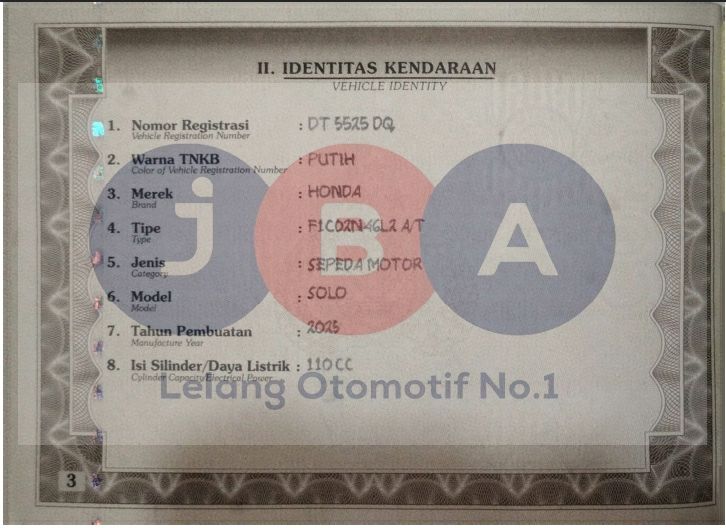 II. IDENTITAS KENDARAAN
VEHICLE IDENTITY
1. Nomor Registrasi : DT 5525 DQ
Vehicle Registration Number
2. Warna TNKB : PUTIH
Color of Vehicle Registration Number
3. Merek : HONDA
Brand
4. Tipe : F1C02N46L2 A/T
Type
5. Jenis : SEPEDA MOTOR
Category
6. Model : SOLO
Model
7. Tahun Pembuatan : 2025
Manufacture Year
8. Isi Silinder/Daya Listrik : 110 CC
Cylinder Capacity/Electrical Power
jBA
Lelang Otomotif No.1
3